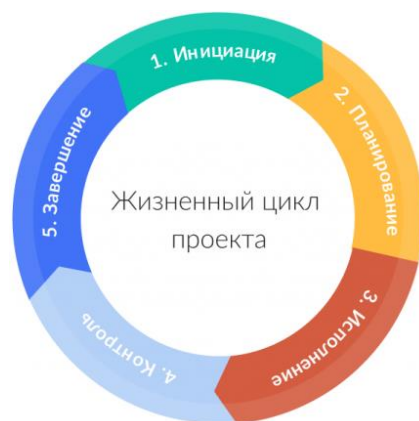 1. Инициация
2. Планирование
3. Исполнение
4. Контроль
5. Завершение
Жизненный цикл
проекта